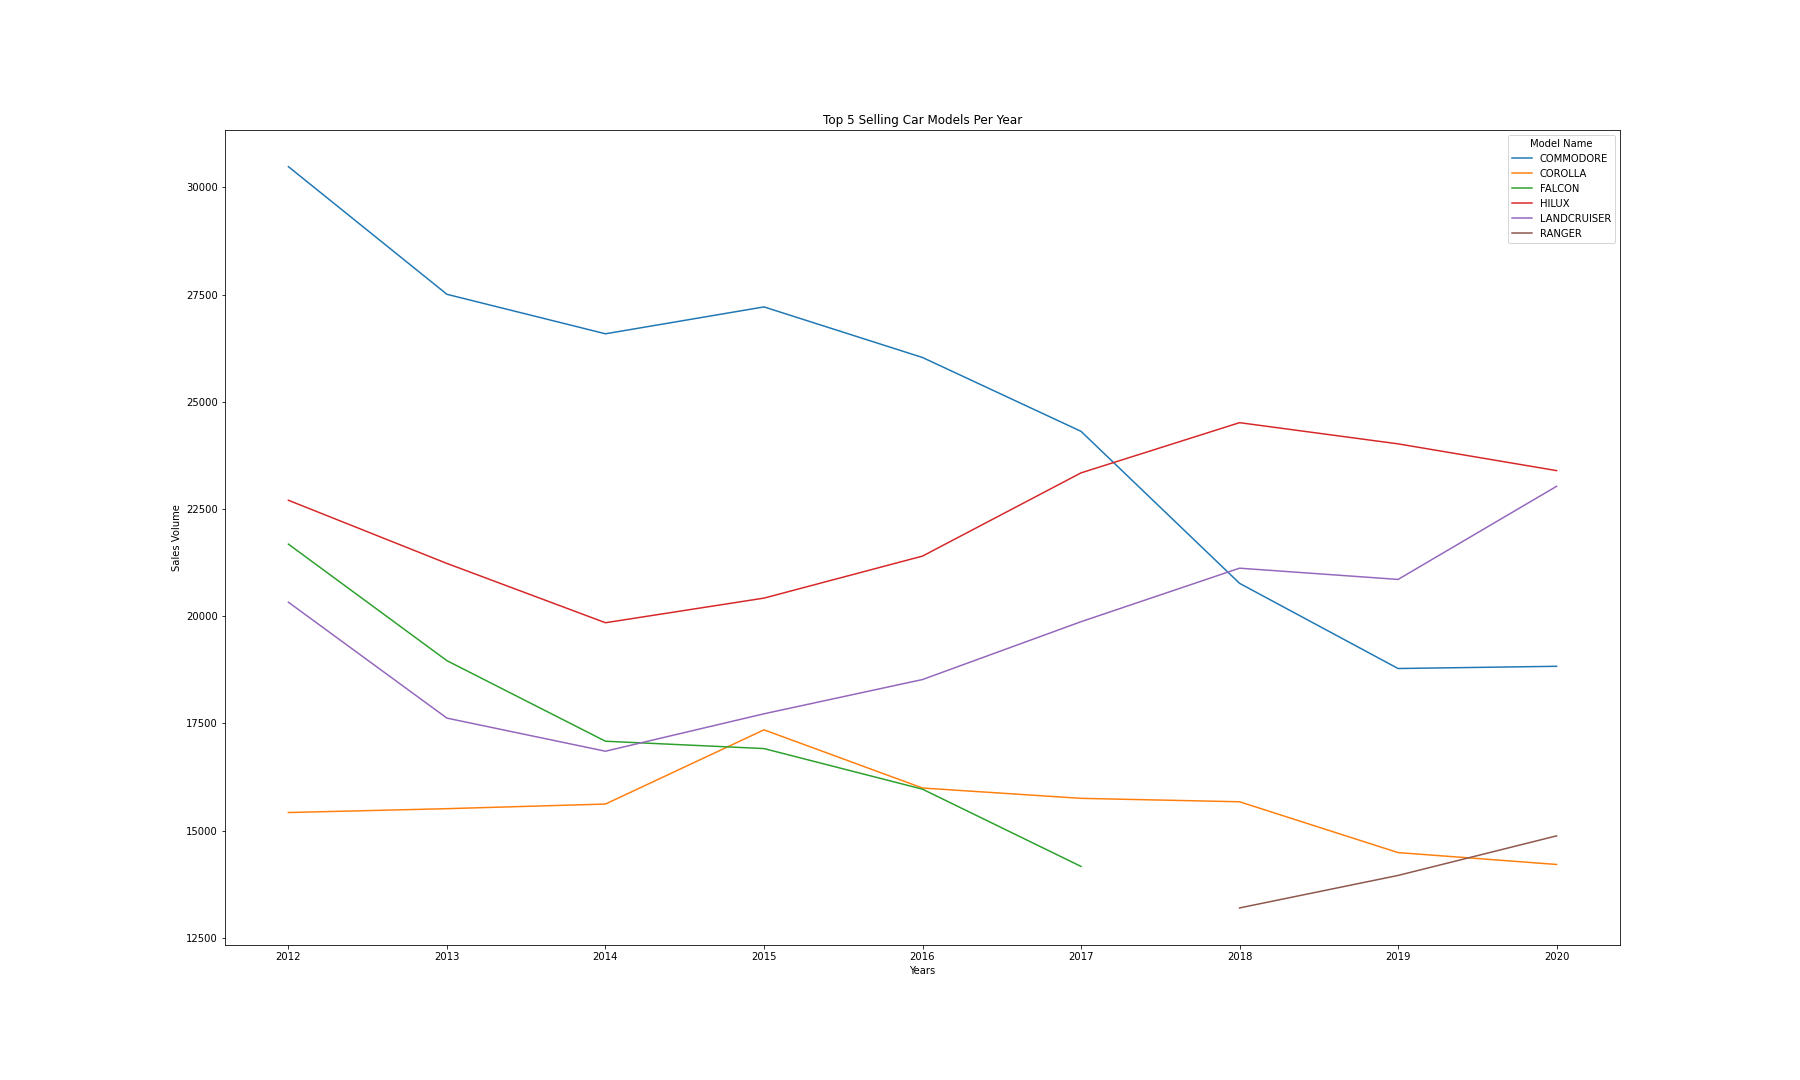 Top 5 Selling Car Models Per Year
Model Name
COMMODORE
COROLLA
FALCON
HILUX
LANDCRUISER
RANGER
Sales Volume
30000
27500
25000
22500
20000
17500
15000
12500
2012 2013 2014 2015 2016 2017 2018 2019 2020
Years